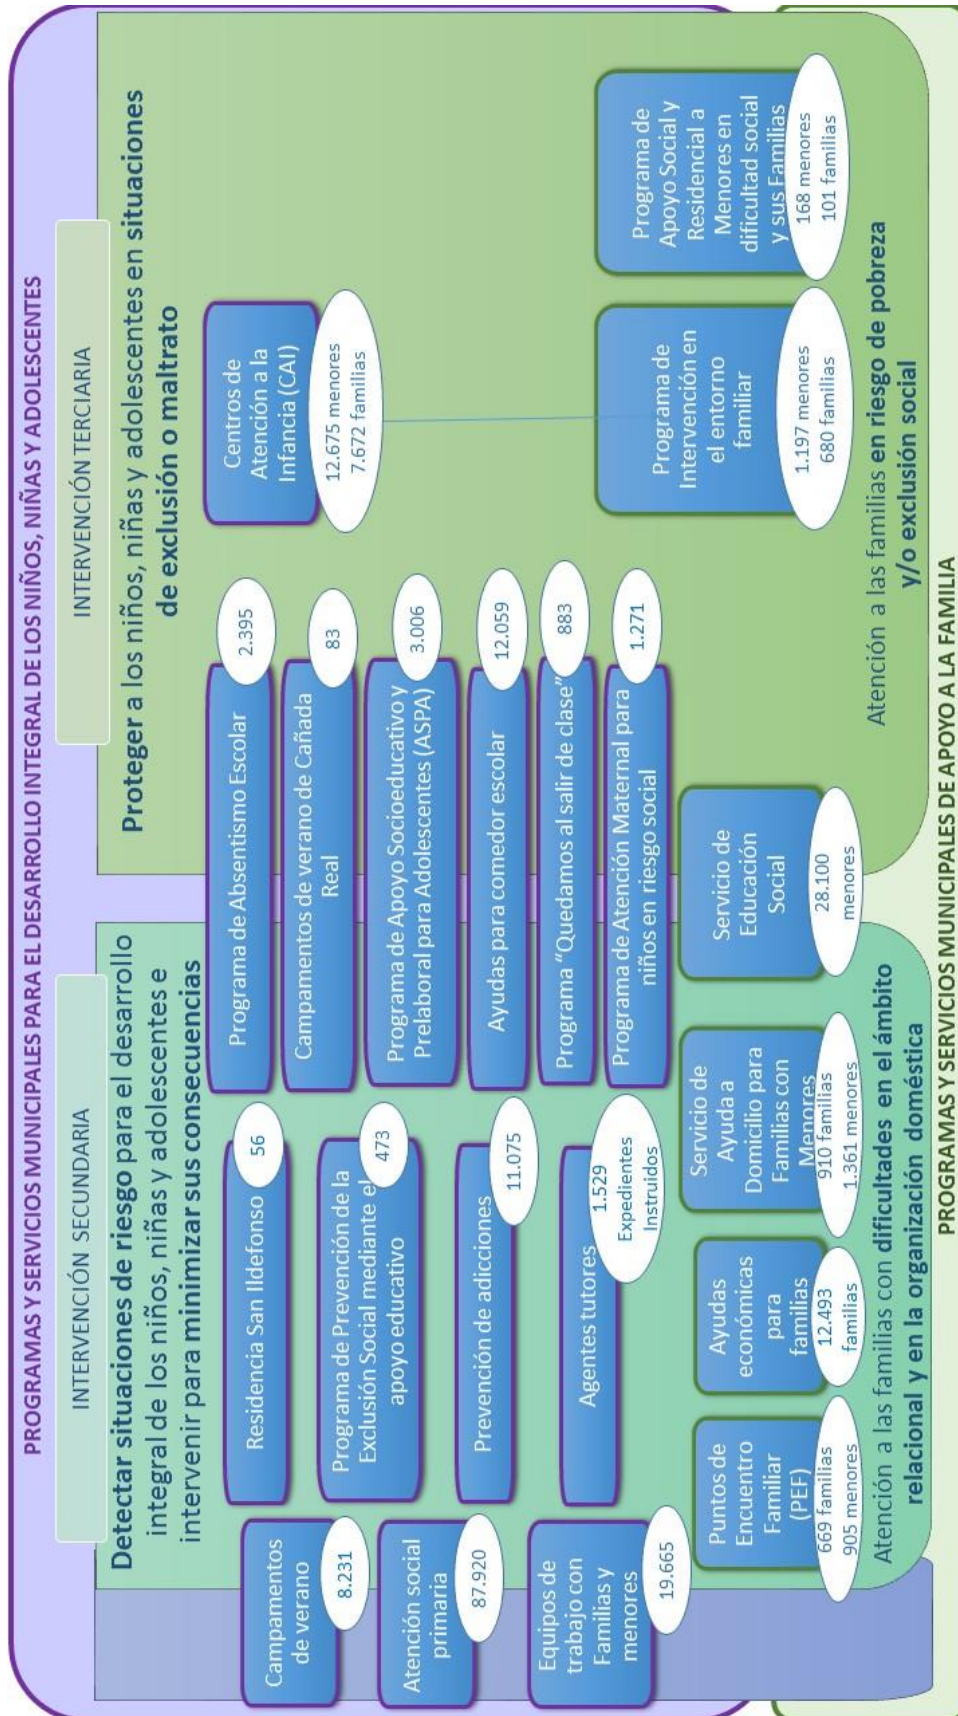 PROGRAMAS Y SERVICIOS MUNICIPALES PARA EL DESARROLLO INTEGRAL DE LOS NIÑOS, NIÑAS Y ADOLESCENTES
INTERVENCIÓN SECUNDARIA
Detectar situaciones de riesgo para el desarrollo
integral de los niños, niñas y adolescentes e
intervenir para minimizar sus consecuencias
INTERVENCIÓN TERCIARIA
Proteger a los niños, niñas y adolescentes en situaciones
de exclusión o maltrato
Campamentos
de verano
8.231
Atención social
primaria
87.920
Equipos de
trabajo con
Familias y
menores
19.665
Residencia San Ildefonso
56
Programa de Prevención de la
Exclusión Social mediante el
apoyo educativo
473
Prevención de adicciones
11.075
Agentes tutores
1.529
Expedientes
Instruidos
Programa de Absentismo Escolar
2.395
Campamentos de verano de Cañada
Real
83
Programa de Apoyo Socioeducativo y
Prelaboral para Adolescentes (ASPA)
3.006
Ayudas para comedor escolar
12.059
Programa “Quedamos al salir de clase”
883
Programa de Atención Maternal para
niños en riesgo social
1.271
Centros de
Atención a la
Infancia (CAI)
12.675 menores
7.672 familias
Puntos de
Encuentro
Familiar
(PEF)
669 familias
905 menores
Ayudas
económicas
para
familias
12.493
familias
Servicio de
Ayuda a
Domicilio para
Familias con
Menores
910 familias
1.361 menores
Servicio de
Educación
Social
28.100
menores
Programa de
Intervención en
el entorno
familiar
1.197 menores
680 familias
Programa de
Apoyo Social y
Residencial a
Menores en
dificultad social
y sus Familias
168 menores
101 familias
Atención a las familias con dificultades en el ámbito
relacional y en la organización doméstica
Atención a las familias en riesgo de pobreza
y/o exclusión social
PROGRAMAS Y SERVICIOS MUNICIPALES DE APOYO A LA FAMILIA